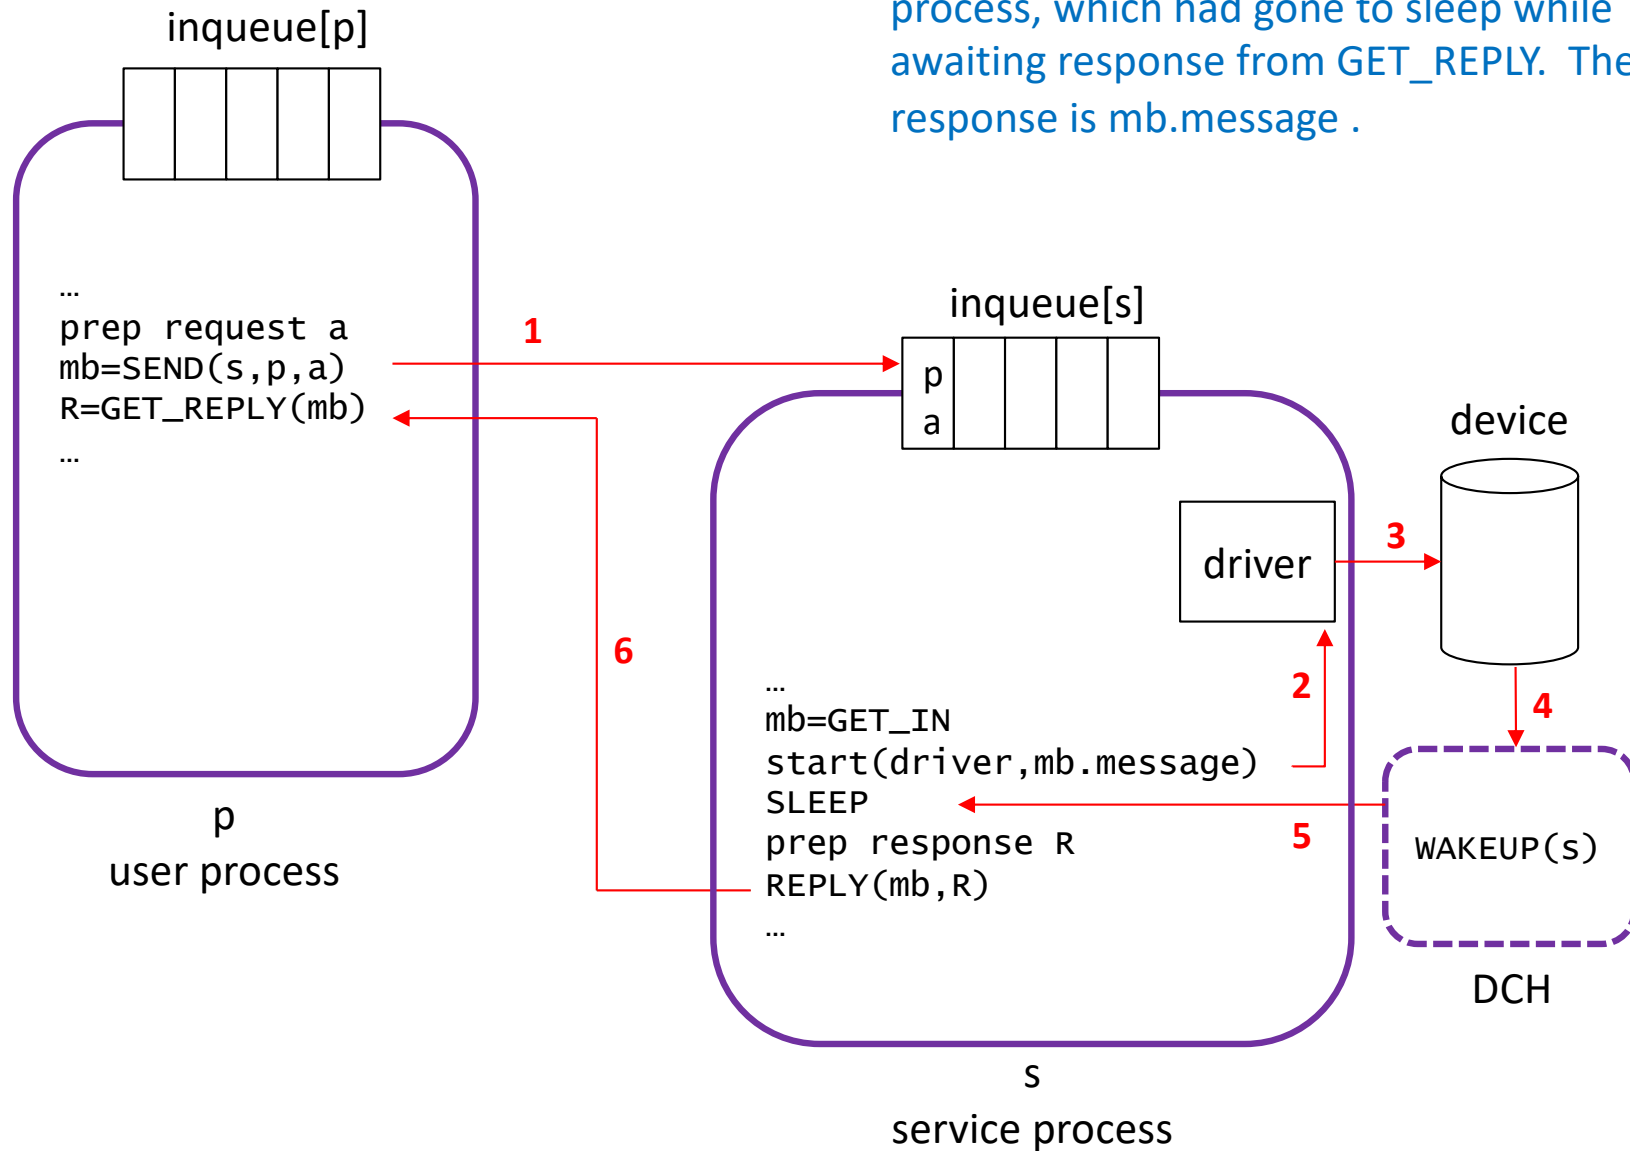 process, which had gone to sleep while
awaiting response from GET_REPLY. The
response is mb.message .
inqueue[p]
…
prep request a
mb=SEND(s,p,a)
R=GET_REPLY(mb)
…
p
user process
1
inqueue[s]
p
a
device
driver
3
2
4
6
…
mb=GET_IN
start(driver,mb.message)
SLEEP
prep response R
REPLY(mb,R)
…
5
WAKEUP(s)
DCH
s
service process